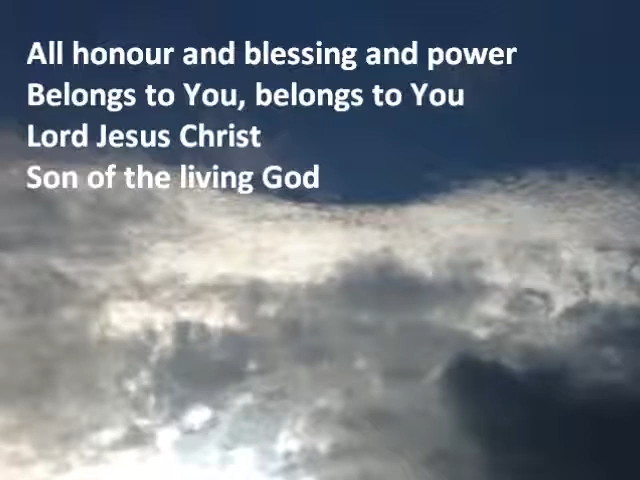 All honour and blessing and power
Belongs to You, belongs to You
Lord Jesus Christ
Son of the living God